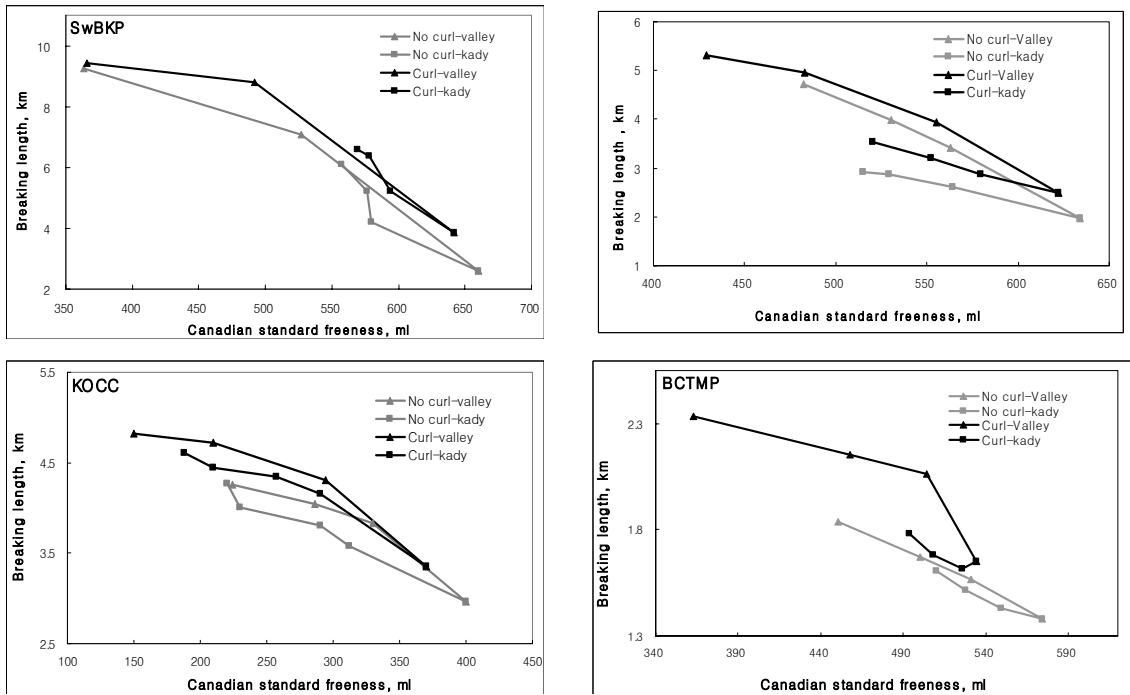 SwBKP
Breaking length, km
10
8
6
4
2
350 400 450 500 550 600 650 700
Canadian standard freeness, ml
No curl-valley
No curl-kady
Curl-valley
Curl-kady
Breaking length , km
6
5
4
3
2
1
400 450 500 550 600 650
Canadian standard freeness, ml
No curl-Valley
No curl-kady
Curl-Valley
Curl-kady
KOCC
Breaking length, km
5.5
4.5
3.5
2.5
100 150 200 250 300 350 400 450
Canadian standard freeness, ml
No curl-valley
No curl-kady
Curl-valley
Curl-kady
BCTMP
Breaking length, km
2.3
1.8
1.3
340 390 440 490 540 590
Canadian standard freeness, ml
No curl-Valley
No curl-kady
Curl-Valley
Curl-kady